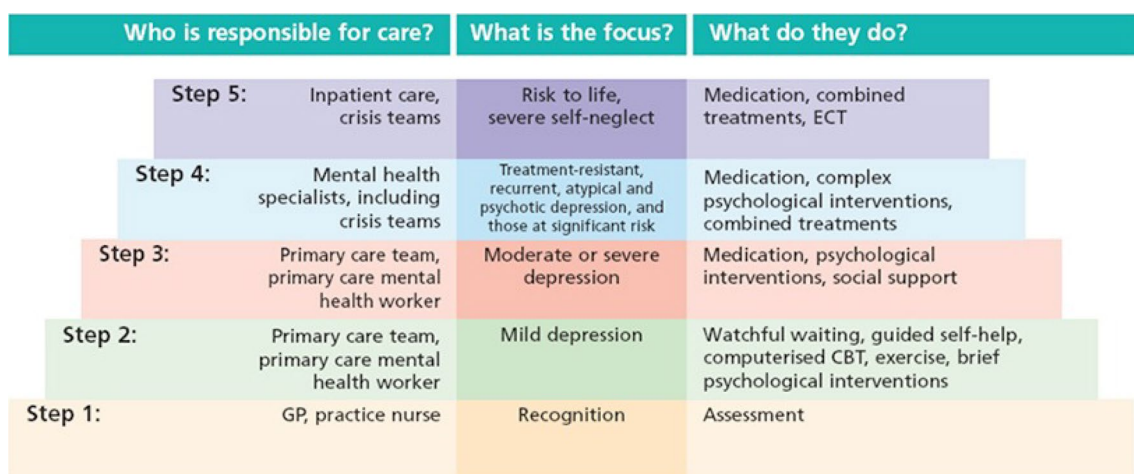 Who is responsible for care? What is the focus? What do they do?
Step 5: Inpatient care, Risk to life, Medication, combined
crisis teams severe self-neglect treatments, ECT
Step 4: Mental health Treatment-resistant, Medication, complex
specialists, including recurrent, atypical and psychological interventions,
crisis teams psychotic depression, and combined treatments
those at significant risk
Step 3: Primary care team, Moderate or severe Medication, psychological
primary care mental depression interventions, social support
health worker
Step 2: Primary care team, Mild depression Watchful waiting, guided self-help,
primary care mental computerised CBT, exercise, brief
health worker psychological interventions
Step 1: GP, practice nurse Recognition Assessment